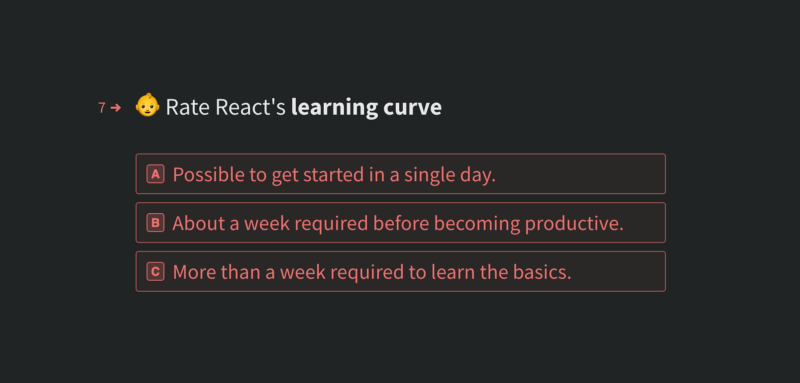 7→ 👶 Rate React's learning curve
A Possible to get started in a single day.
B About a week required before becoming productive.
C More than a week required to learn the basics.